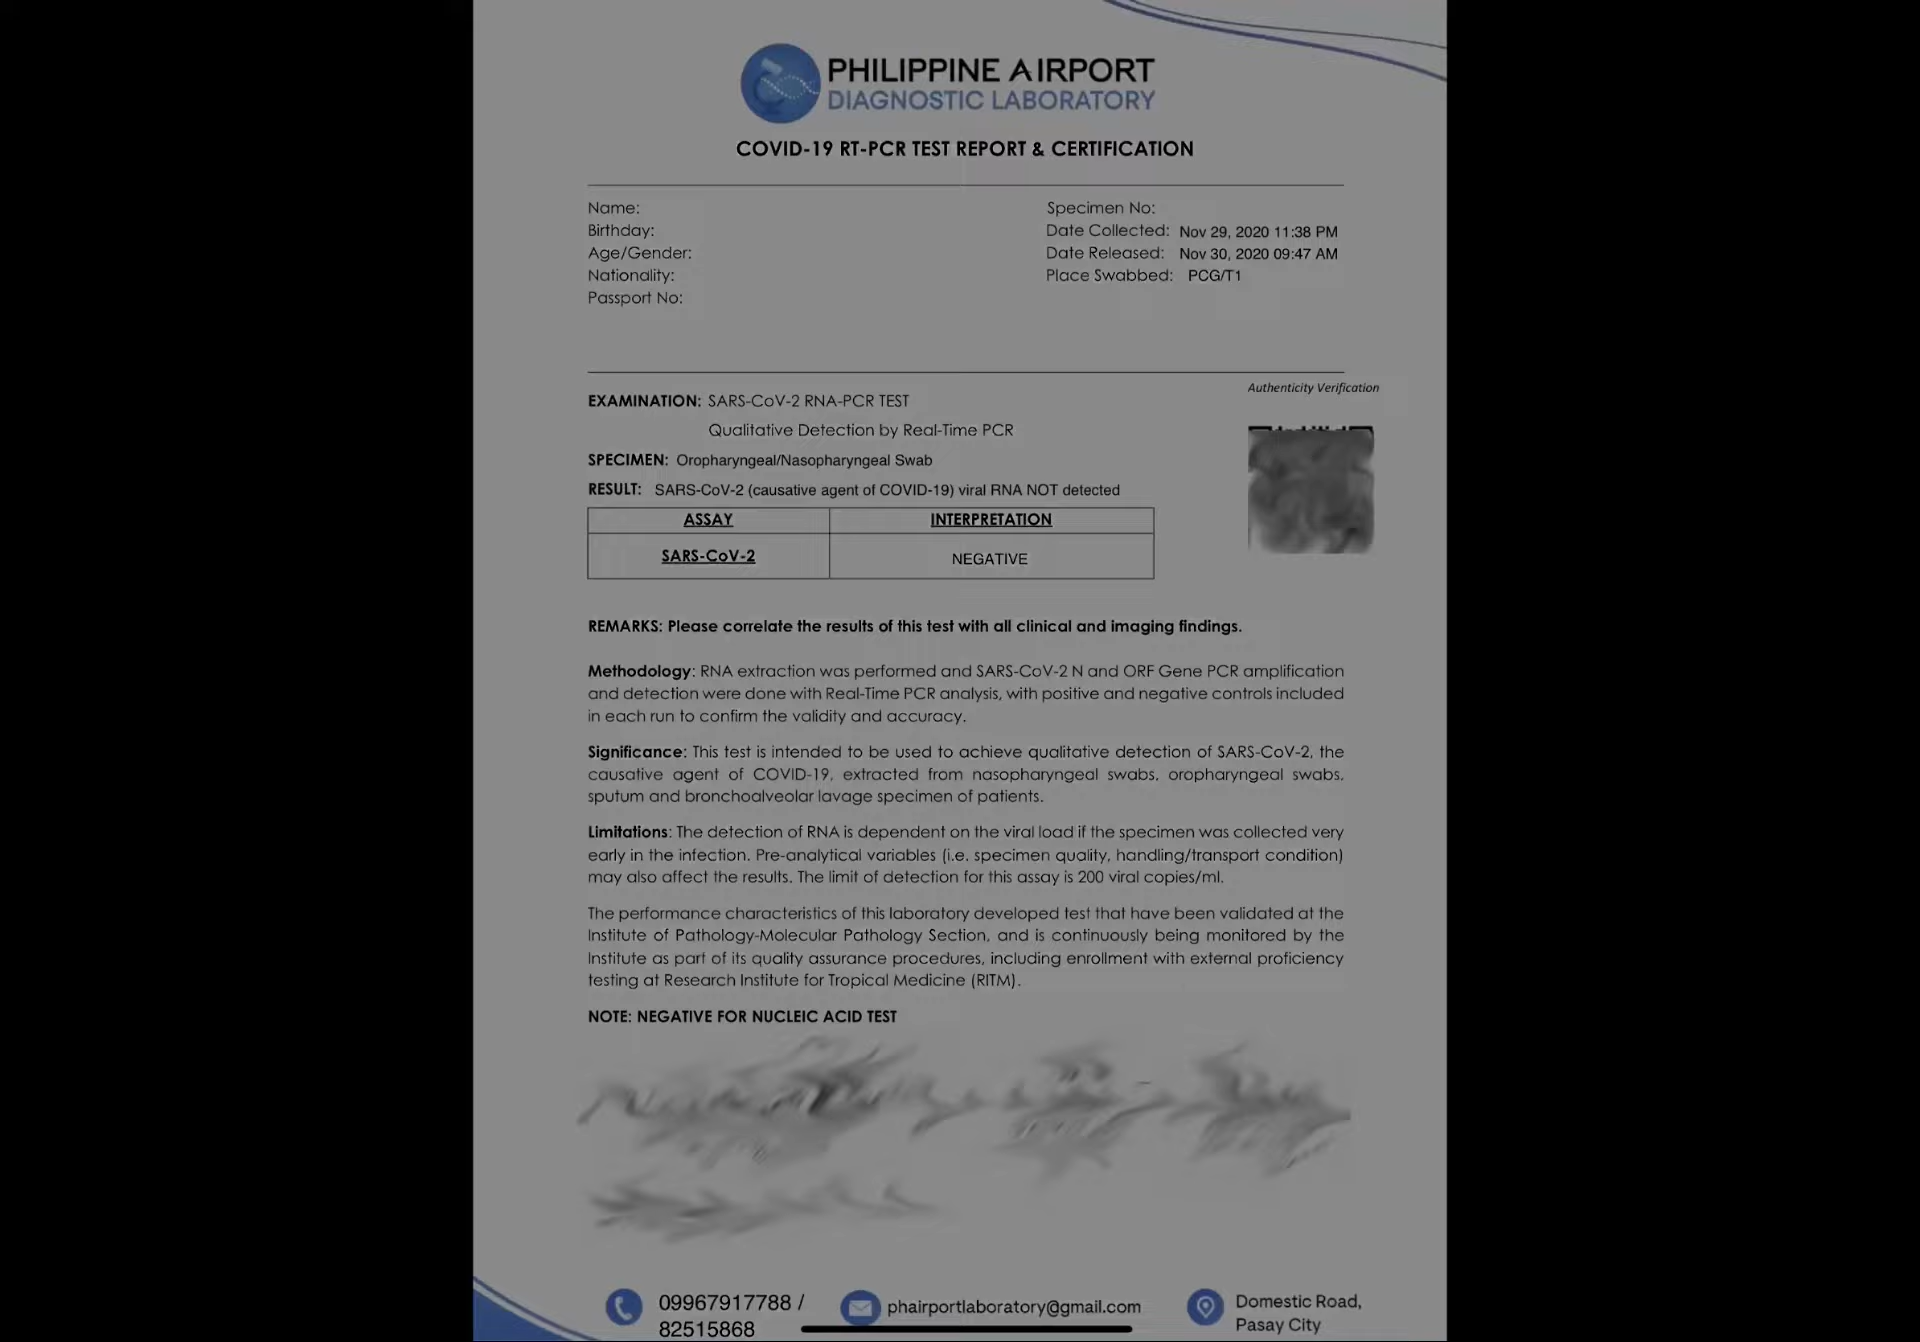 PHILIPPINE AIRPORT
DIAGNOSTIC LABORATORY
COVID-19 RT-PCR TEST REPORT & CERTIFICATION
Name:
Birthday:
Age/Gender:
Nationality:
Passport No:
Specimen No:
Date Collected: Nov 29, 2020 11:38 PM
Date Released: Nov 30, 2020 09:47 AM
Place Swabbed: PCG/T1
Authenticity Verification
EXAMINATION: SARS-CoV-2 RNA-PCR TEST
Qualitative Detection by Real-Time PCR
SPECIMEN: Oropharyngeal/Nasopharyngeal Swab
RESULT: SARS-CoV-2 (causative agent of COVID-19) viral RNA NOT detected
ASSAY INTERPRETATION
SARS-CoV-2 NEGATIVE
REMARKS: Please correlate the results of this test with all clinical and imaging findings.
Methodology: RNA extraction was performed and SARS-CoV-2 N and ORF Gene PCR amplification
and detection were done with Real-Time PCR analysis, with positive and negative controls included
in each run to confirm the validity and accuracy.
Significance: This test is intended to be used to achieve qualitative detection of SARS-CoV-2, the
causative agent of COVID-19, extracted from nasopharyngeal swabs, oropharyngeal swabs,
sputum and bronchoalveolar lavage specimen of patients.
Limitations: The detection of RNA is dependent on the viral load if the specimen was collected very
early in the infection. Pre-analytical variables (i.e. specimen quality, handling/transport condition)
may also affect the results. The limit of detection for this assay is 200 viral copies/ml.
The performance characteristics of this laboratory developed test that have been validated at the
Institute of Pathology-Molecular Pathology Section, and is continuously being monitored by the
Institute as part of its quality assurance procedures, including enrollment with external proficiency
testing at Research Institute for Tropical Medicine (RITM).
NOTE: NEGATIVE FOR NUCLEIC ACID TEST
09967917788 /
82515868
phairportlaboratory@gmail.com
Domestic Road,
Pasay City